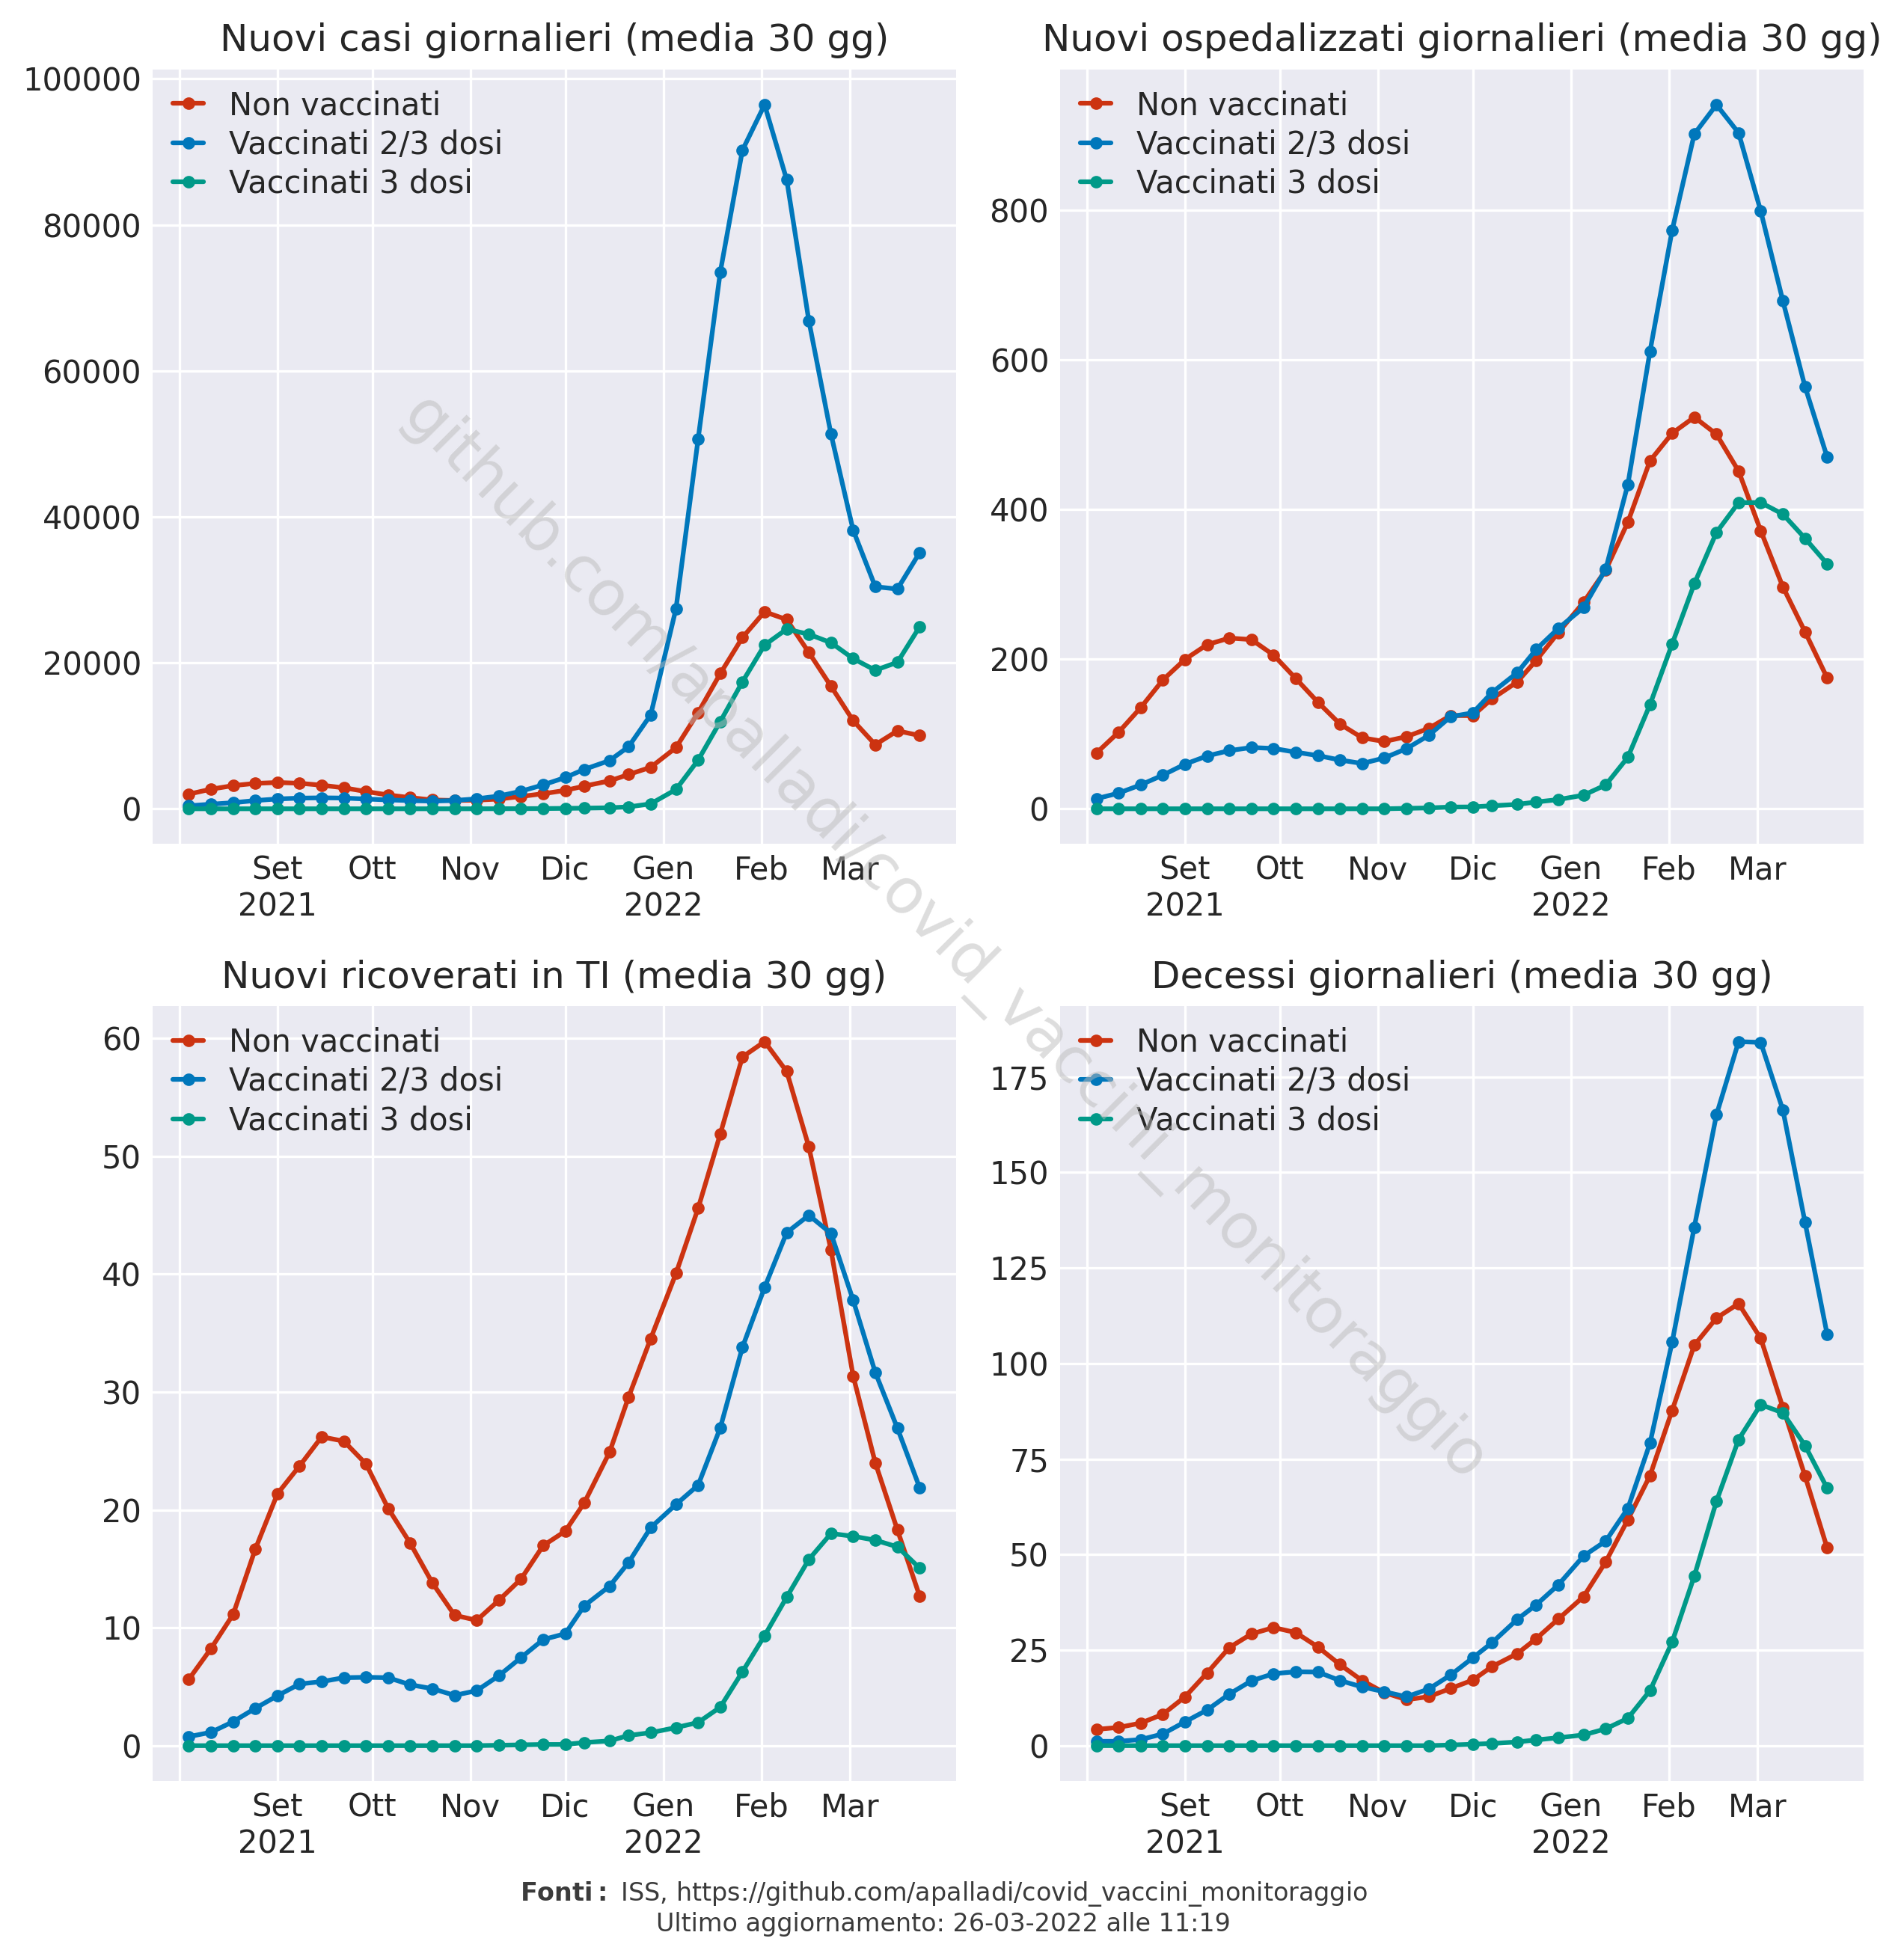 Nuovi casi giornalieri (media 30 gg)
100000
80000
60000
40000
20000
0
Non vaccinati
Vaccinati 2/3 dosi
Vaccinati 3 dosi
Set
2021
Ott
Nov
Dic
Gen
2022
Feb
Mar
Nuovi ospedalizzati giornalieri (media 30 gg)
800
600
400
200
0
Non vaccinati
Vaccinati 2/3 dosi
Vaccinati 3 dosi
Set
2021
Ott
Nov
Dic
Gen
2022
Feb
Mar
github.com/apalladi/covid_vaccini_monitoraggio
Nuovi ricoverati in TI (media 30 gg)
60
50
40
30
20
10
0
Non vaccinati
Vaccinati 2/3 dosi
Vaccinati 3 dosi
Set
2021
Ott
Nov
Dic
Gen
2022
Feb
Mar
Decessi giornalieri (media 30 gg)
175
150
125
100
75
50
25
0
Non vaccinati
Vaccinati 2/3 dosi
Vaccinati 3 dosi
Set
2021
Ott
Nov
Dic
Gen
2022
Feb
Mar
Fonti: ISS, https://github.com/apalladi/covid_vaccini_monitoraggio
Ultimo aggiornamento: 26-03-2022 alle 11:19